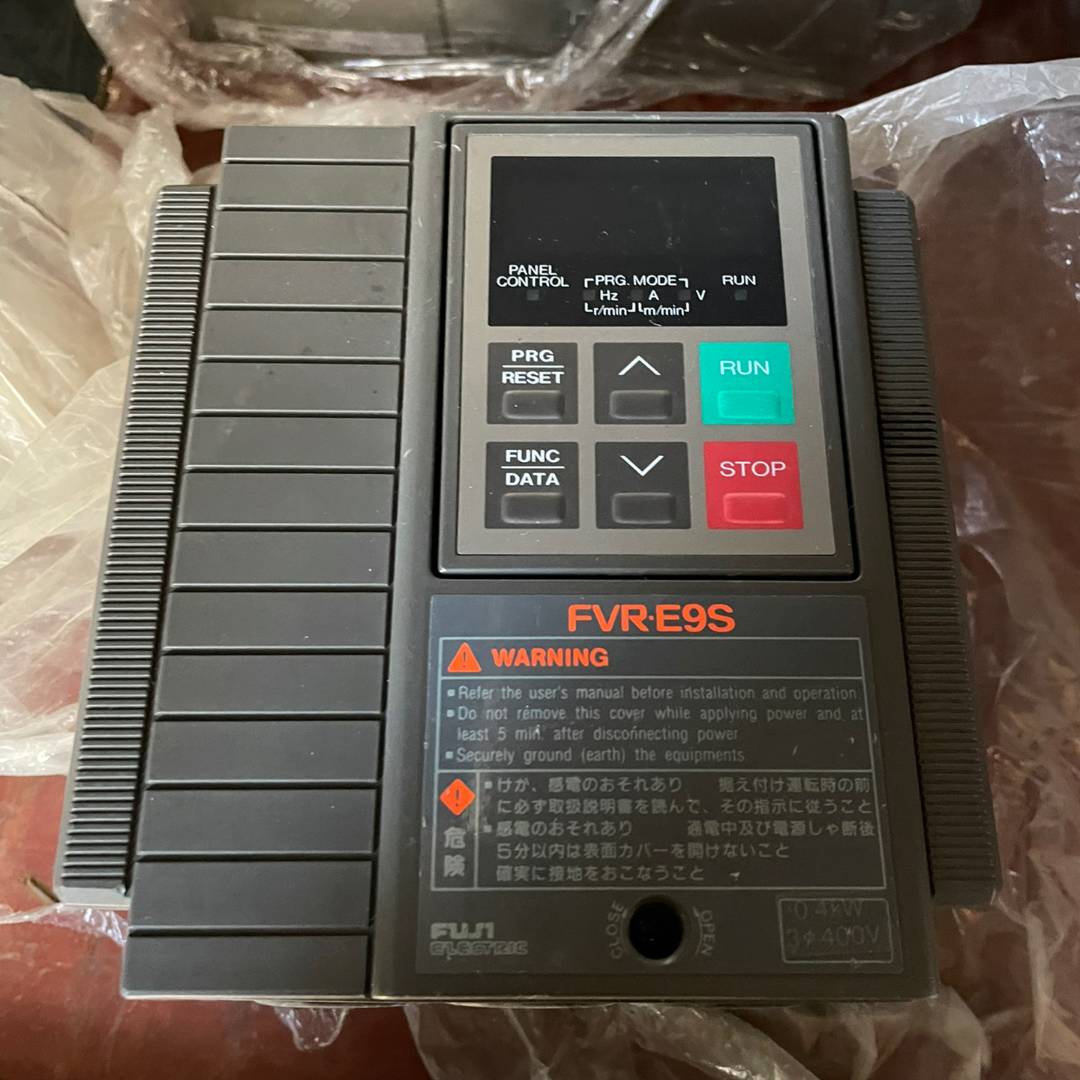 PANEL
CONTROL
PRG. MODE
RUN
Hz A V
r/min m/min
PRG
RESET
RUN
FUNC
DATA
STOP
FVR·E9S
WARNING
▪Refer the user's manual before installation and operation
▪Do not remove this cover while applying power and at
least 5 min. after disconnecting power
▪Securely ground (earth) the equipments
▪けが、感電のおそれあり 据え付け運転時の前
に必ず取扱説明書を読んで、その指示に従うこと
▪感電のおそれあり 通電中及び電源しゃ断後
5分以内は表面カバーを開けないこと
確実に接地をおこなうこと
危
険
FUJI
ELECTRIC
CLOSE
OPEN
0.4kW
3φ400V